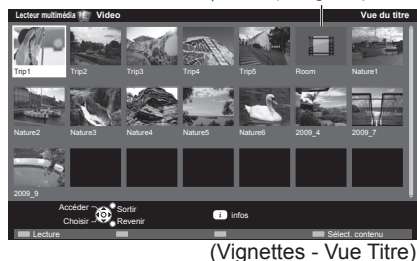 Lecteur multimédia Video Vue du titre
Trip1 Trip2 Trip3 Trip4 Trip5 Room Nature1
Nature2 Nature3 Nature4 Nature5 Nature6 2009_4 2009_7
2009_9
Accéder Sortir
Choisir Revenir
i infos
Lecture Sélect. contenu
(Vignettes - Vue Titre)